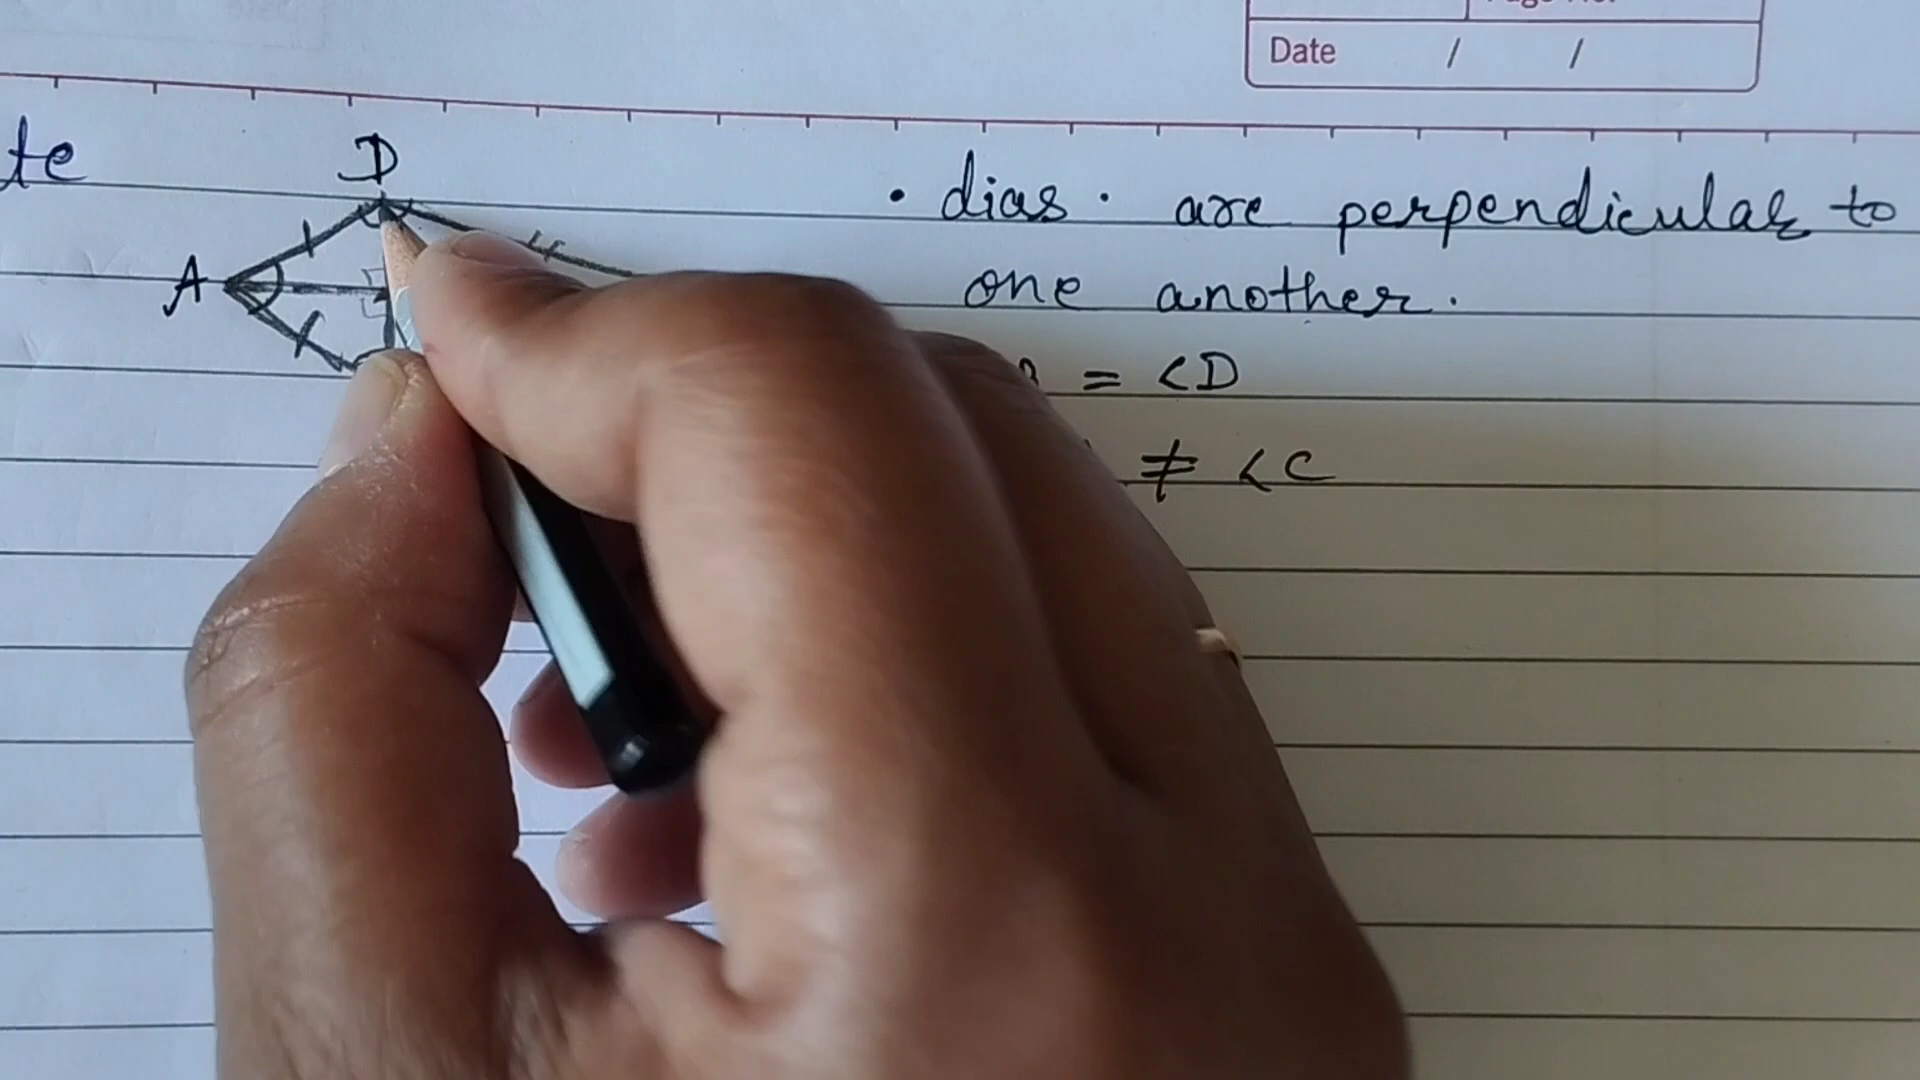 Date / /
te
D
A
• dias. are perpendicular to
one another.
= <D
≠ <C